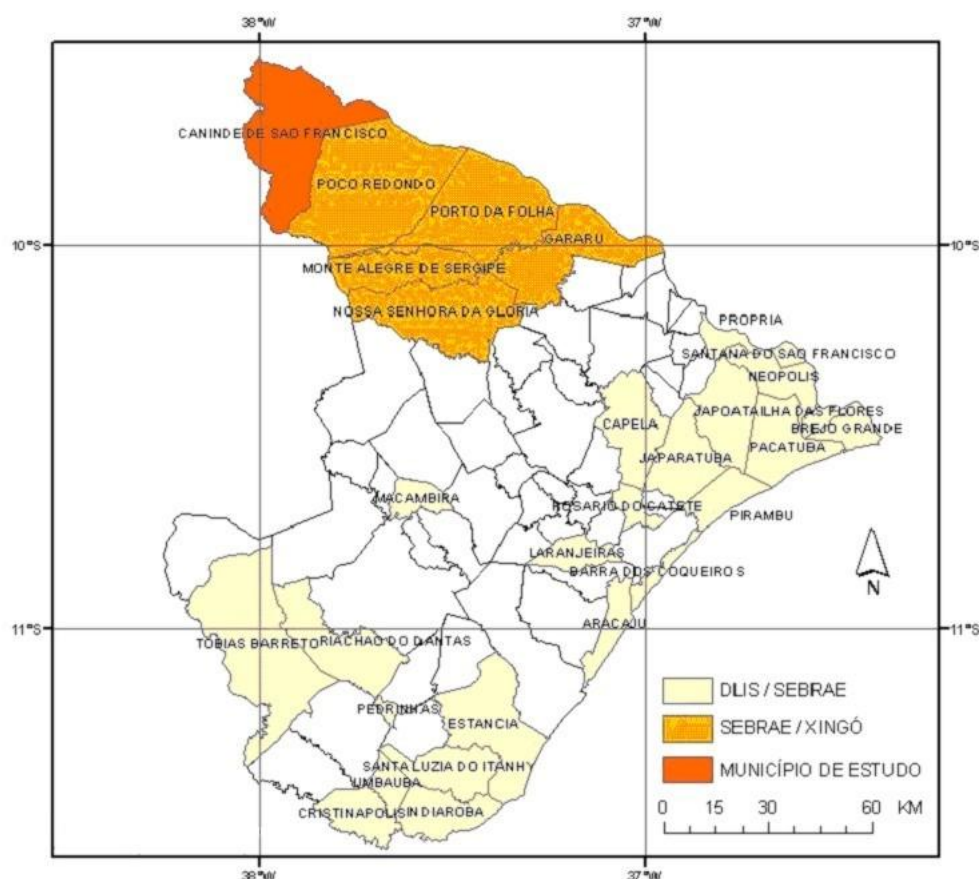 38°W 37°W
CANINDE DE SAO FRANCISCO
POCO REDONDO
PORTO DA FOLHA
GARARU
10°S 10°S
MONTE ALEGRE DE SERGIPE
NOSSA SENHORA DA GLORIA
PROPRIA
SANTANA DO SAO FRANCISCO
NEOPOLIS
JAPOATAILHA DAS FLORES
CAPELA
BREJO GRANDE
PACATUBA
JAPARATUBA
MACAMBIRA
ROSARIO DO CATETE
PIRAMBU
LARANJEIRAS
BARRA DOS COQUEIROS
N
ARACAJU
11°S 11°S
TOBIAS BARRETO RIACHAO DO DANTAS
DLIS / SEBRAE
PEDRINHAS
ESTANCIA
SEBRAE / XINGÓ
SANTA LUZIA DO ITANHY
MUNICÍPIO DE ESTUDO
UMBAUBA
CRISTINAPOLIS INDIAROBA
0 15 30 60 KM
38°W 37°W